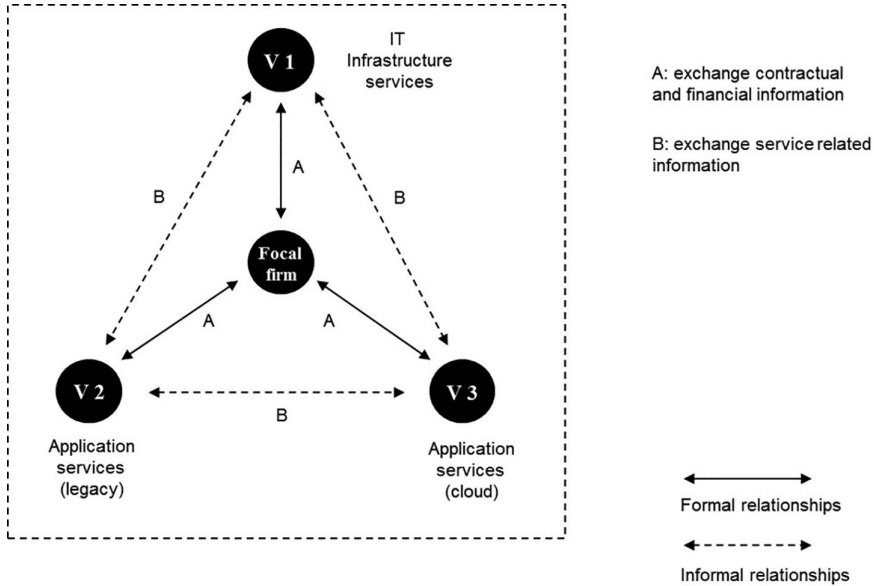 V 1
IT
Infrastructure
services
A: exchange contractual
and financial information
B: exchange service related
information
A
B
B
Focal
firm
A
A
V 2
V 3
B
Application
services
(legacy)
Application
services
(cloud)
Formal relationships
Informal relationships